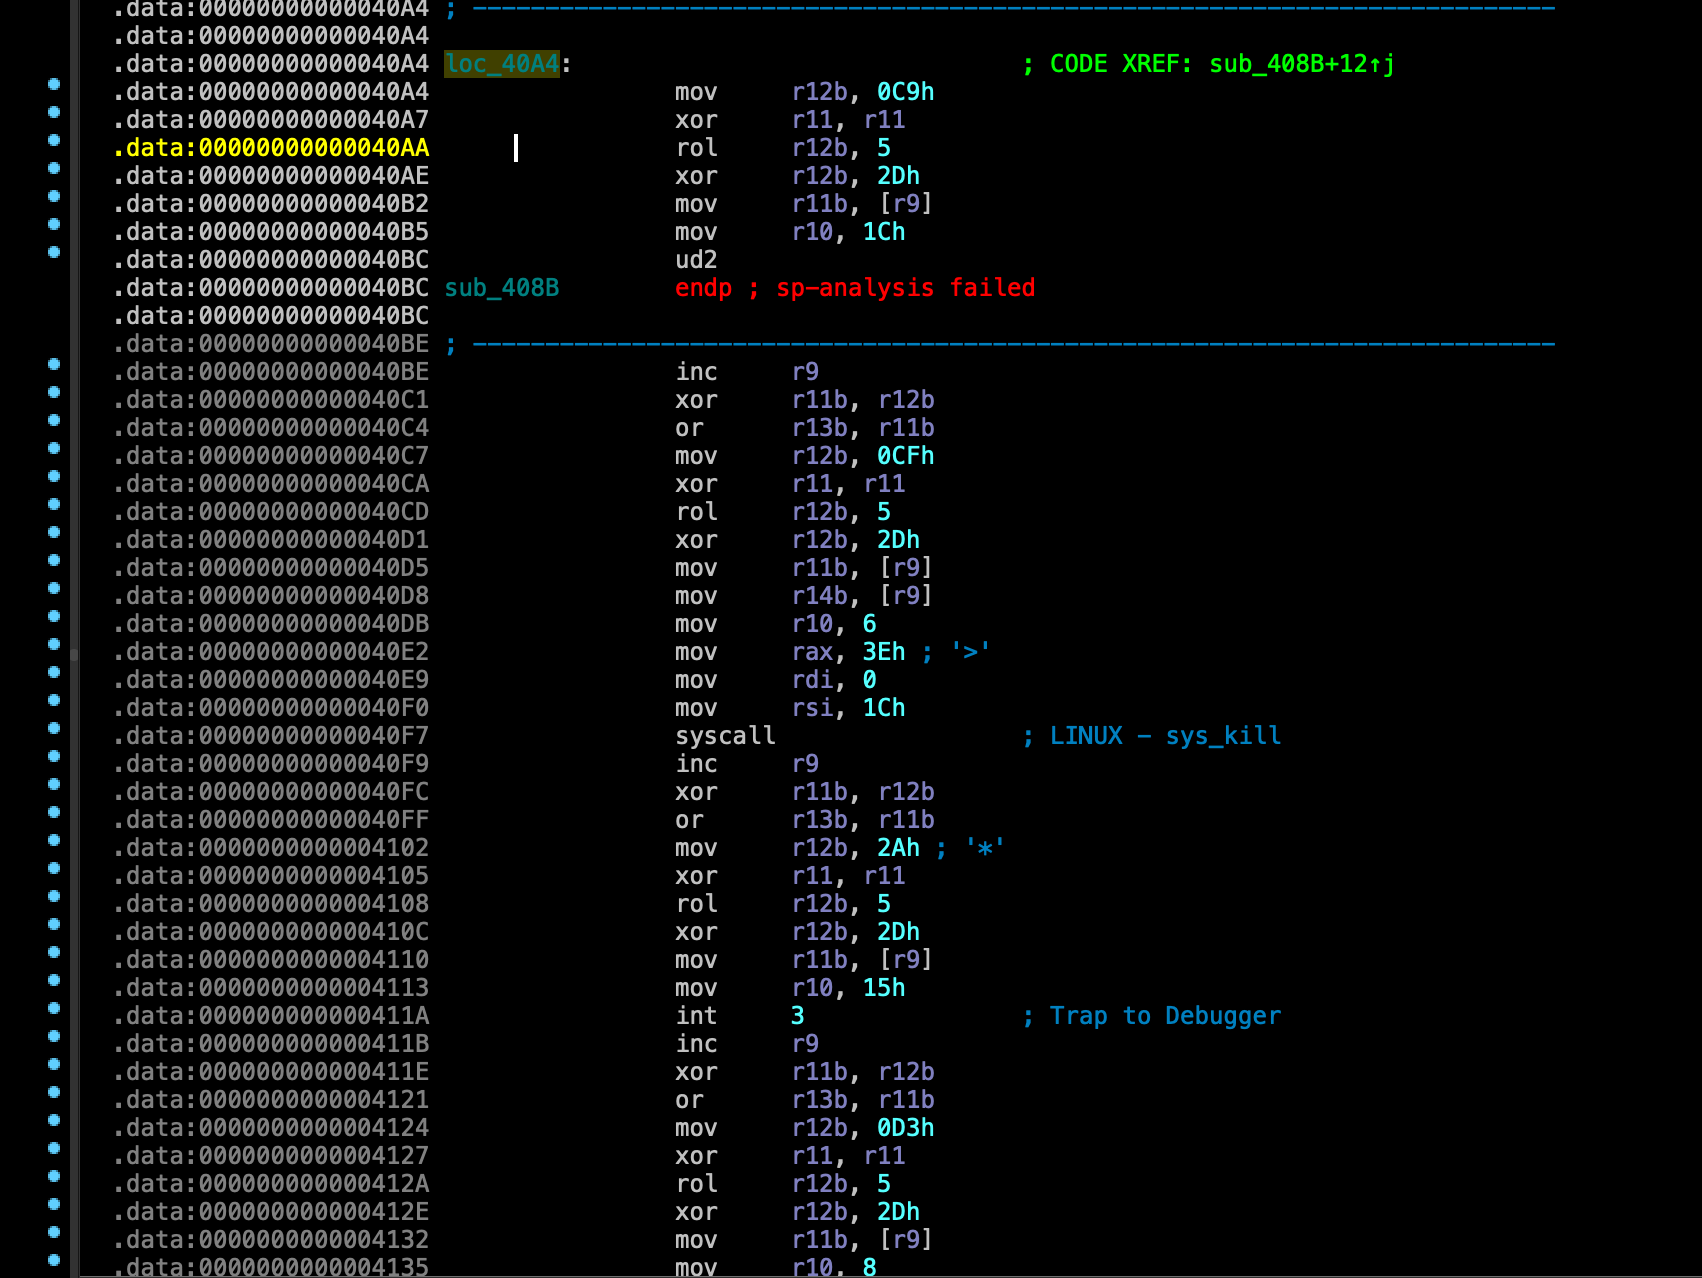 .data:00000000000040A4 ; ---------------------------------------------------------------------------
.data:00000000000040A4
.data:00000000000040A4 loc_40A4: ; CODE XREF: sub_408B+12↑j
.data:00000000000040A4 mov r12b, 0C9h
.data:00000000000040A7 xor r11, r11
.data:00000000000040AA rol r12b, 5
.data:00000000000040AE xor r12b, 2Dh
.data:00000000000040B2 mov r11b, [r9]
.data:00000000000040B5 mov r10, 1Ch
.data:00000000000040BC ud2
.data:00000000000040BC sub_408B endp ; sp-analysis failed
.data:00000000000040BC
.data:00000000000040BE ; ---------------------------------------------------------------------------
.data:00000000000040BE inc r9
.data:00000000000040C1 xor r11b, r12b
.data:00000000000040C4 or r13b, r11b
.data:00000000000040C7 mov r12b, 0CFh
.data:00000000000040CA xor r11, r11
.data:00000000000040CD rol r12b, 5
.data:00000000000040D1 xor r12b, 2Dh
.data:00000000000040D5 mov r11b, [r9]
.data:00000000000040D8 mov r14b, [r9]
.data:00000000000040DB mov r10, 6
.data:00000000000040E2 mov rax, 3Eh ; '>'
.data:00000000000040E9 mov rdi, 0
.data:00000000000040F0 mov rsi, 1Ch
.data:00000000000040F7 syscall ; LINUX - sys_kill
.data:00000000000040F9 inc r9
.data:00000000000040FC xor r11b, r12b
.data:00000000000040FF or r13b, r11b
.data:0000000000004102 mov r12b, 2Ah ; '*'
.data:0000000000004105 xor r11, r11
.data:0000000000004108 rol r12b, 5
.data:000000000000410C xor r12b, 2Dh
.data:0000000000004110 mov r11b, [r9]
.data:0000000000004113 mov r10, 15h
.data:000000000000411A int 3 ; Trap to Debugger
.data:000000000000411B inc r9
.data:000000000000411E xor r11b, r12b
.data:0000000000004121 or r13b, r11b
.data:0000000000004124 mov r12b, 0D3h
.data:0000000000004127 xor r11, r11
.data:000000000000412A rol r12b, 5
.data:000000000000412E xor r12b, 2Dh
.data:0000000000004132 mov r11b, [r9]
.data:0000000000004135 mov r10, 8